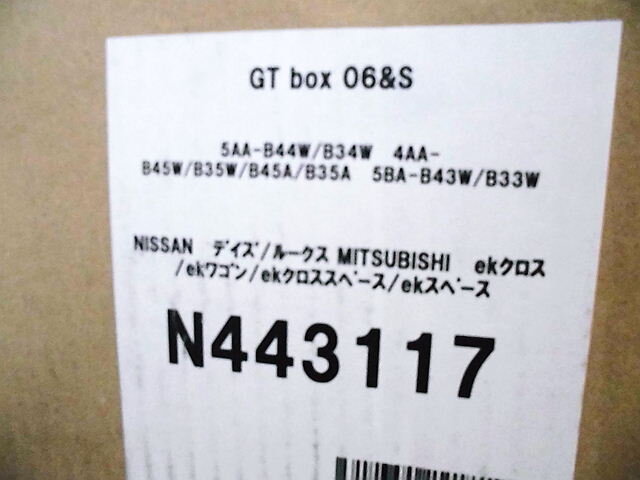 GT box 06&S
5AA-B44W/B34W 4AA-
B45W/B35W/B45A/B35A 5BA-B43W/B33W
NISSAN デイズ/ルークス MITSUBISHI ekクロス
/ekワゴン/ekクロススペース/ekスペース
N443117